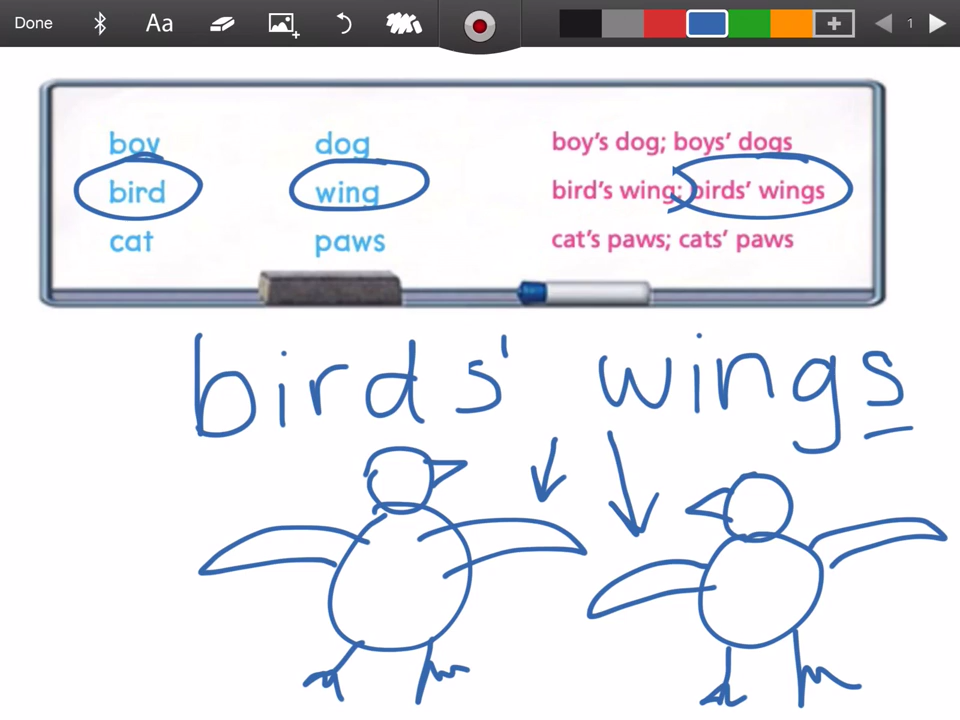 Done Aa 1
boy dog boy's dog; boys' dogs
bird wing bird's wing; birds' wings
cat paws cat's paws; cats' paws
birds' wings